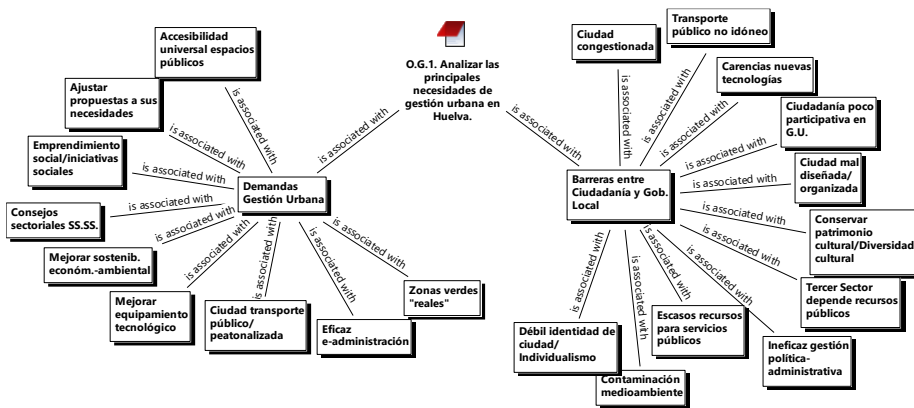 O.G.1. Analizar las
principales
necesidades de
gestión urbana en
Huelva.
is associated with
is associated with
Demandas
Gestión Urbana
Accesibilidad
universal espacios
públicos
is associated with
Ajustar
propuestas a sus
necesidades
is associated with
Emprendimiento
social/iniciativas
sociales
is associated with
Consejos
sectoriales SS.SS.
is associated with
Mejorar sostenib.
económ.-ambiental
is associated with
Mejorar
equipamiento
tecnológico
is associated with
Ciudad transporte
público/
peatonalizada
is associated with
Eficaz
e-administración
is associated with
Zonas verdes
"reales"
is associated with
Barreras entre
Ciudadanía y Gob.
Local
Ciudad
congestionada
is associated with
Transporte
público no idóneo
is associated with
Carencias nuevas
tecnologías
is associated with
Ciudadanía poco
participativa en
G.U.
is associated with
Ciudad mal
diseñada/
organizada
is associated with
Conservar
patrimonio
cultural/Diversidad
cultural
is associated with
Tercer Sector
depende recursos
públicos
is associated with
Ineficaz gestión
política-
administrativa
is associated with
Escasos recursos
para servicios
públicos
is associated with
Contaminación
medioambiente
is associated with
Débil identidad de
ciudad/
Individualismo
is associated with